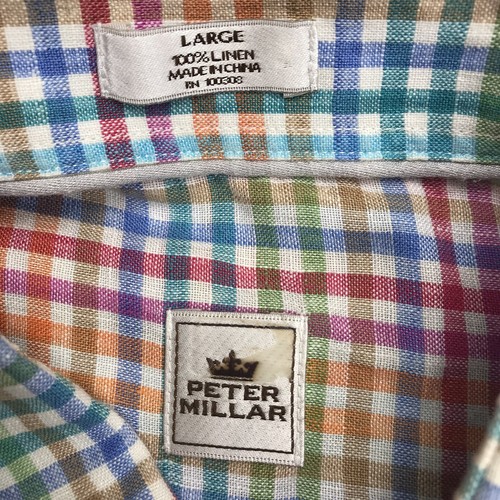 LARGE
100% LINEN
MADE IN CHINA
RN 100308
PETER
MILLAR